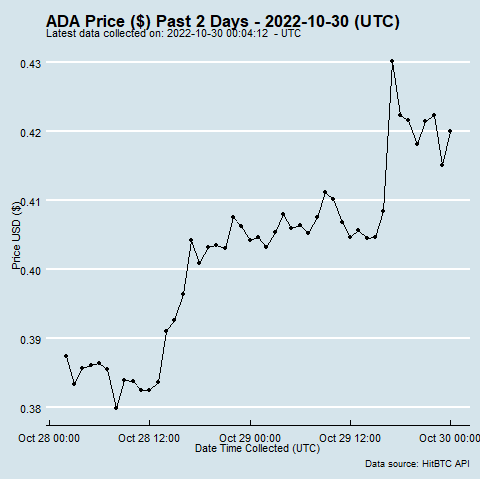 ADA Price ($) Past 2 Days - 2022-10-30 (UTC)
Latest data collected on: 2022-10-30 00:04:12 - UTC
0.43
0.42
0.41
0.40
0.39
0.38
Price USD ($)
Oct 28 00:00 Oct 28 12:00 Oct 29 00:00 Oct 29 12:00 Oct 30 00:00
Date Time Collected (UTC)
Data source: HitBTC API